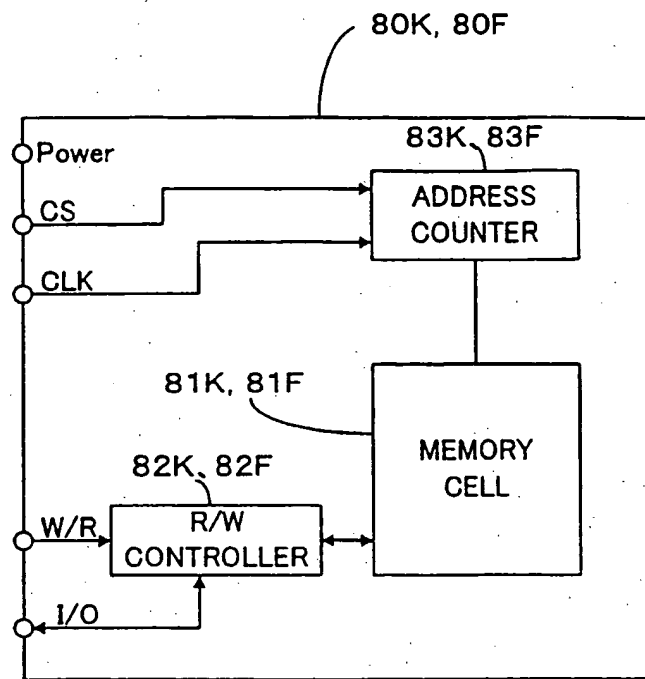 80K, 80F
Power
83K、83F
CS
ADDRESS
COUNTER
CLK
81K, 81F
MEMORY
CELL
82K、82F
W/R
R/W
CONTROLLER
I/O